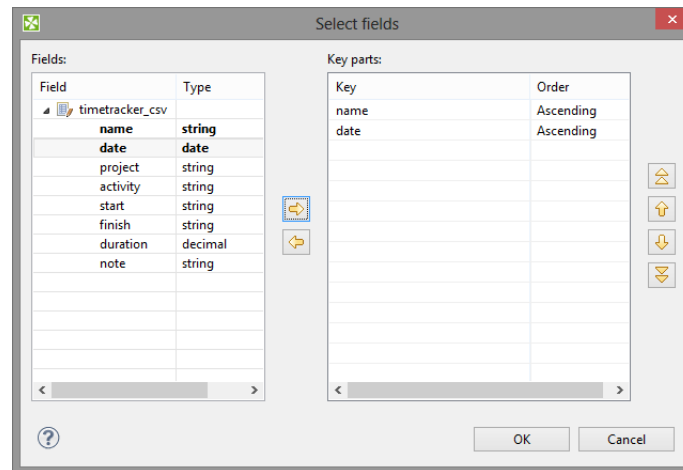 Select fields
Fields:
Key parts:
Field Type
Key Order
timetracker_csv
name string
name Ascending
date date
date Ascending
project string
activity string
start string
finish string
duration decimal
note string
OK Cancel